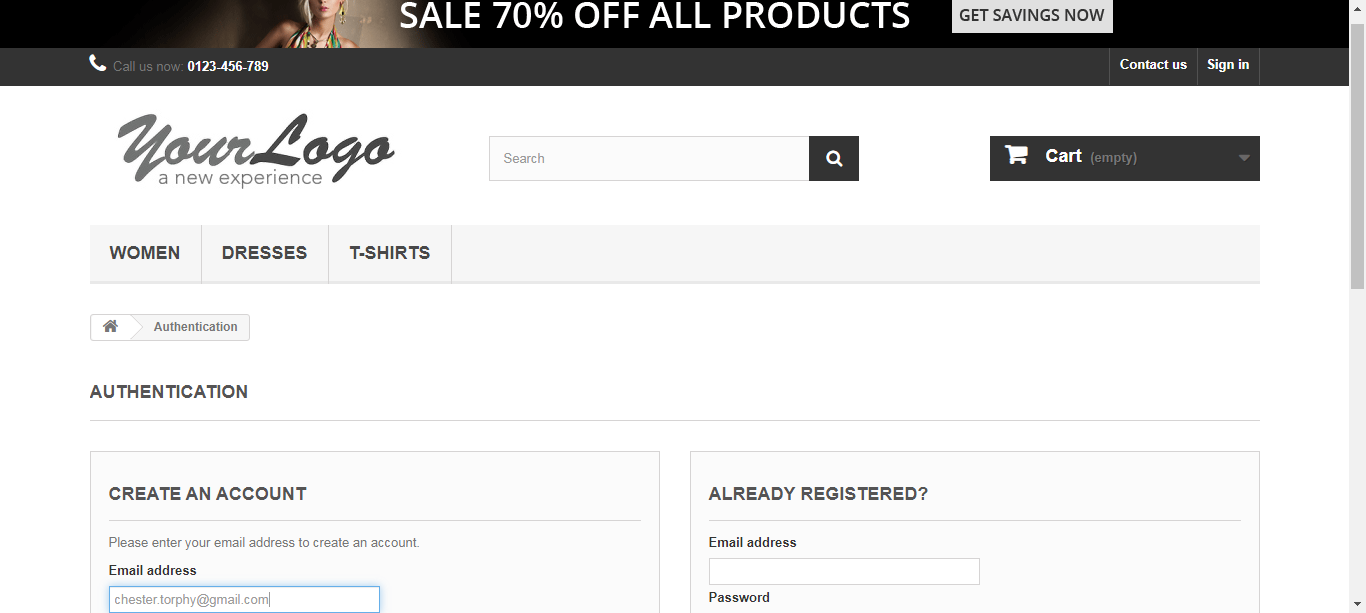 SALE 70% OFF ALL PRODUCTS GET SAVINGS NOW
Call us now: 0123-456-789 Contact us Sign in
Your Logo
a new experience
Search
Cart (empty)
WOMEN DRESSES T-SHIRTS
Authentication
AUTHENTICATION
CREATE AN ACCOUNT
Please enter your email address to create an account.
Email address
chester.torphy@gmail.com
ALREADY REGISTERED?
Email address
Password